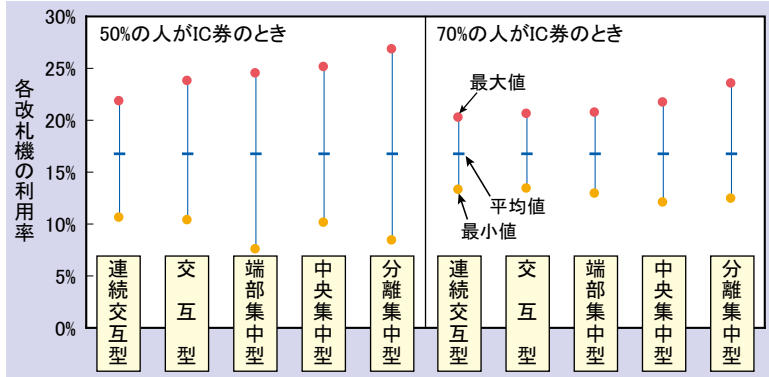 30%
25%
20%
15%
10%
5%
0%
各改札機の利用率
50%の人がIC券のとき
連続交互型
交互型
端部集中型
中央集中型
分離集中型
70%の人がIC券のとき
最大値
平均値
最小値
連続交互型
交互型
端部集中型
中央集中型
分離集中型